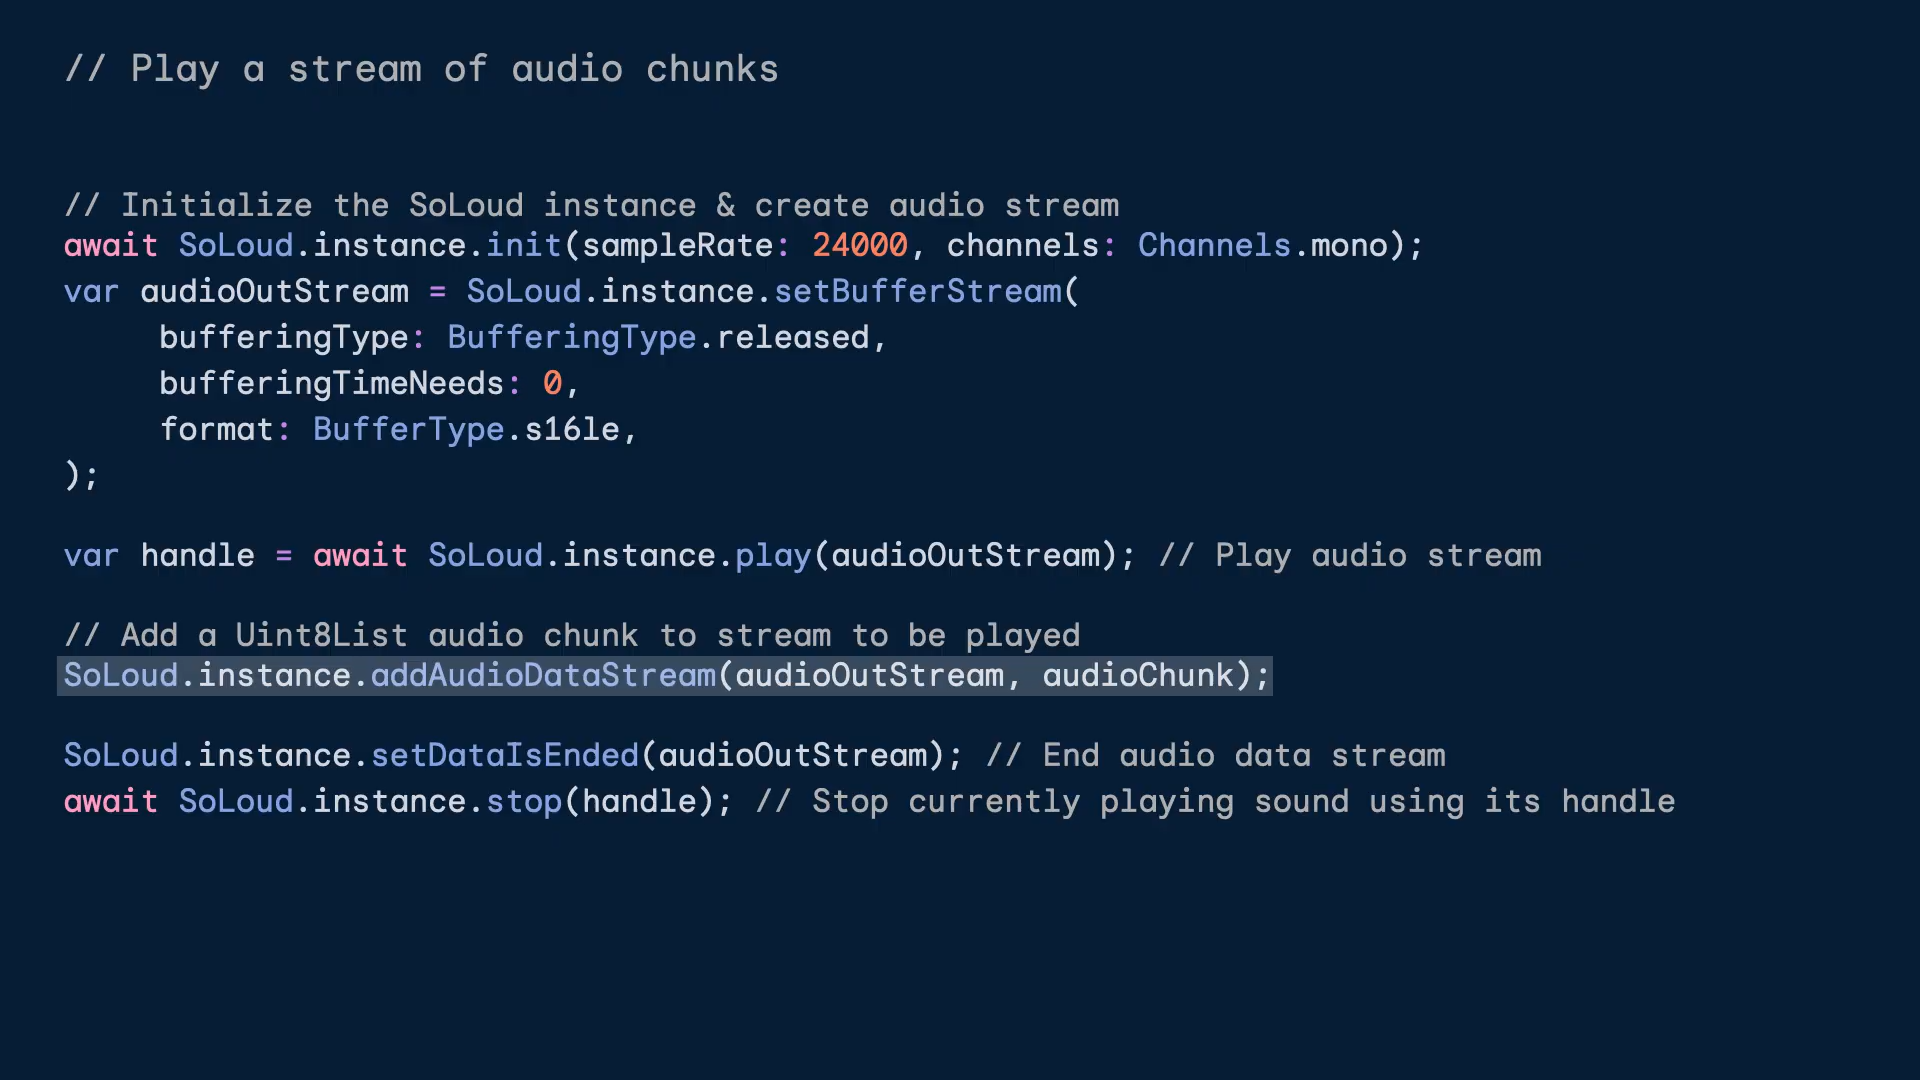 // Play a stream of audio chunks
// Initialize the SoLoud instance & create audio stream
await SoLoud.instance.init(sampleRate: 24000, channels: Channels.mono);
var audioOutStream = SoLoud.instance.setBufferStream(
     bufferingType: BufferingType.released,
     bufferingTimeNeeds: 0,
     format: BufferType.s16le,
);
var handle = await SoLoud.instance.play(audioOutStream); // Play audio stream
// Add a Uint8List audio chunk to stream to be played
SoLoud.instance.addAudioDataStream(audioOutStream, audioChunk);
SoLoud.instance.setDataIsEnded(audioOutStream); // End audio data stream
await SoLoud.instance.stop(handle); // Stop currently playing sound using its handle